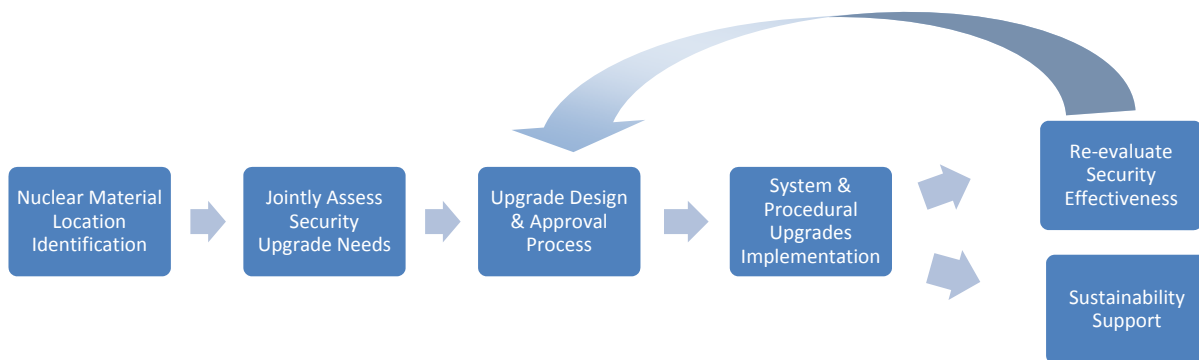 Nuclear Material
Location
Identification
Jointly Assess
Security
Upgrade Needs
Upgrade Design
& Approval
Process
System &
Procedural
Upgrades
Implementation
Re-evaluate
Security
Effectiveness
Sustainability
Support